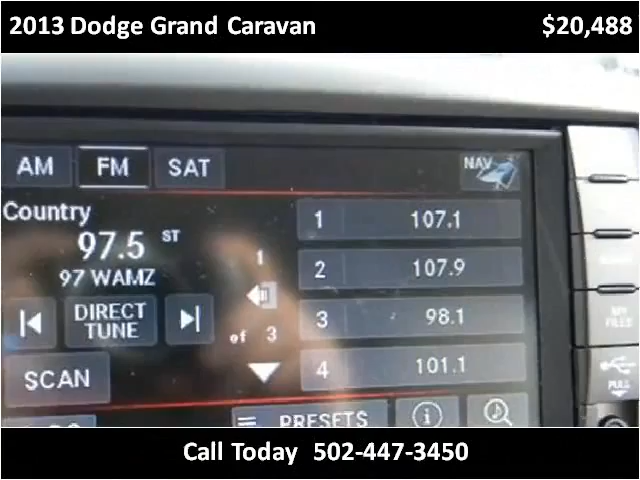 2013 Dodge Grand Caravan $20,488
AM FM SAT NAV
Country
97.5 ST
97 WAMZ
DIRECT TUNE
SCAN
1
of 3
1 107.1
2 107.9
3 98.1
4 101.1
PRESETS
MY FILES
PULL
Call Today 502-447-3450